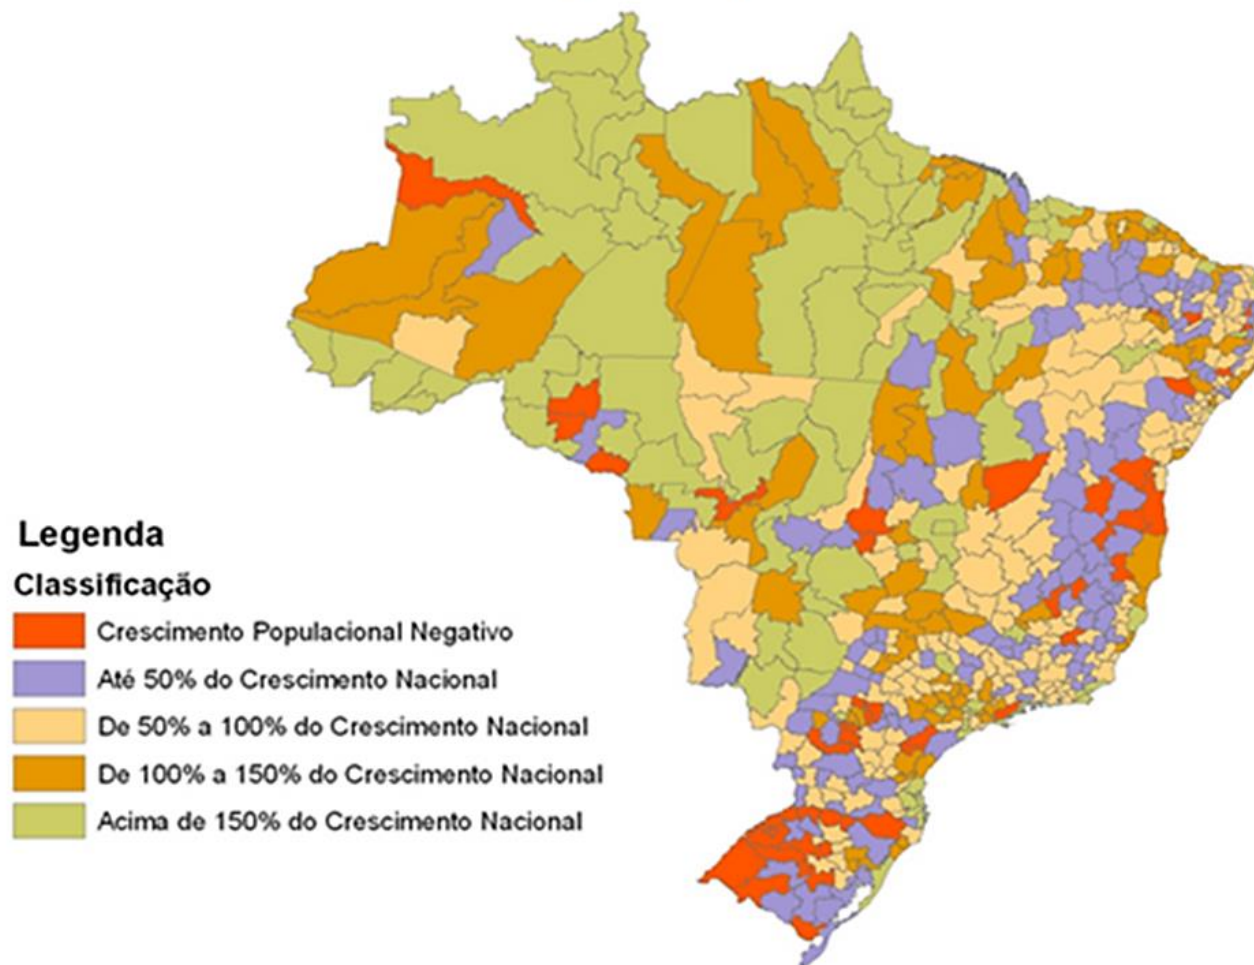 Legenda
Classificação
Crescimento Populacional Negativo
Até 50% do Crescimento Nacional
De 50% a 100% do Crescimento Nacional
De 100% a 150% do Crescimento Nacional
Acima de 150% do Crescimento Nacional